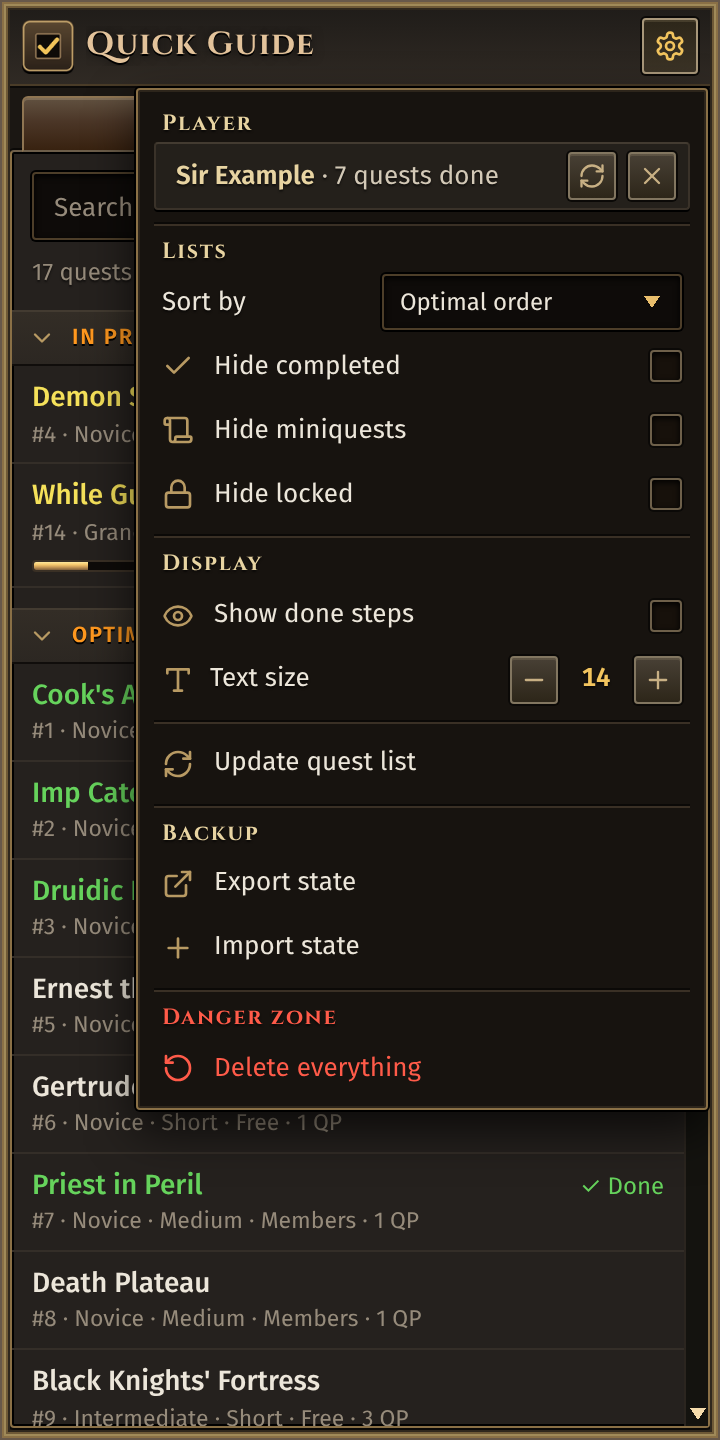 Quick Guide
Player
Sir Example · 7 quests done
Lists
Sort by
Optimal order
Hide completed
Hide miniquests
Hide locked
Display
Show done steps
Text size
14
Update quest list
Backup
Export state
Import state
Danger zone
Delete everything
Search
17 quests
IN PR
Demon S
#4 · Novice
While Gu
#14 · Gran
OPTIM
Cook's A
#1 · Novice
Imp Catc
#2 · Novice
Druidic
#3 · Novice
Ernest th
#5 · Novice
Gertrude
#6 · Novice · Short · Free · 1 QP
Priest in Peril
Done
#7 · Novice · Medium · Members · 1 QP
Death Plateau
#8 · Novice · Medium · Members · 1 QP
Black Knights' Fortress
#9 · Intermediate · Short · Free · 3 QP